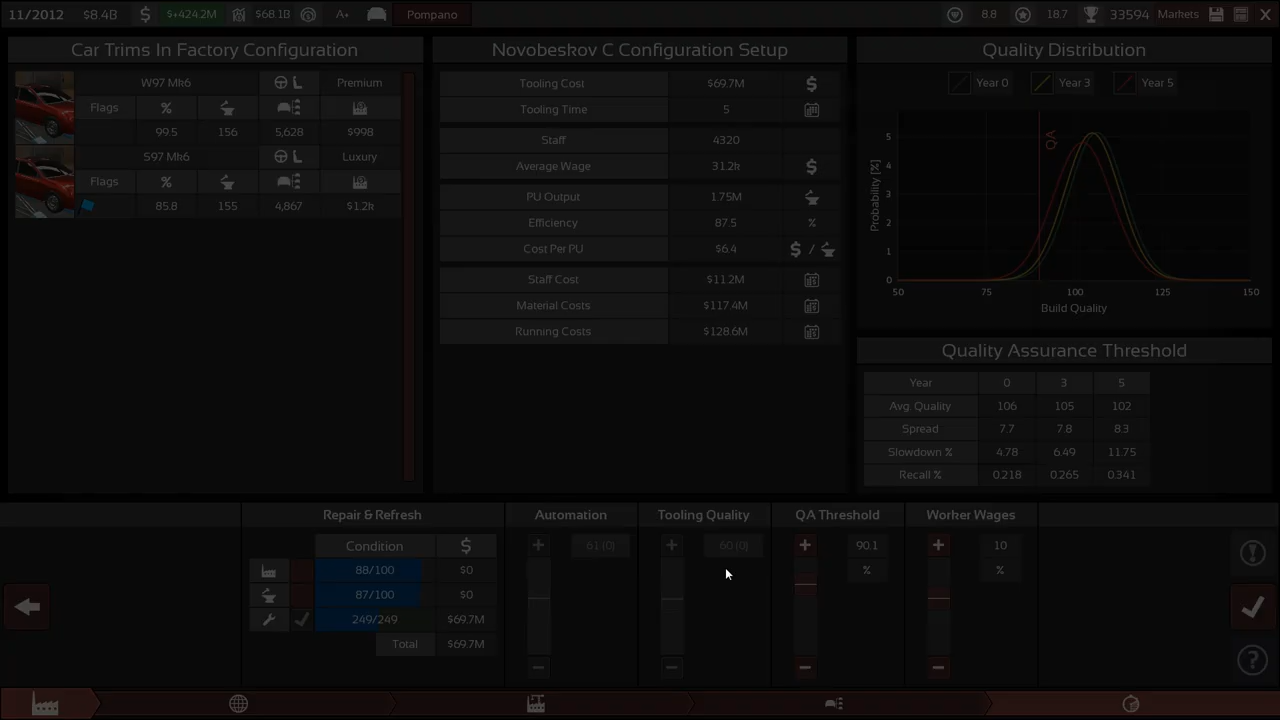 11/2012 $8.4B $+424.2M $68.1B A+ Pompano 8.8 18.7 33594 Markets
Car Trims In Factory Configuration
W97 Mk6 Premium
Flags %
99.5 156 5,628 $998
S97 Mk6 Luxury
Flags %
85.8 155 4,867 $1.2k
Novobeskov C Configuration Setup
Tooling Cost $69.7M $
Tooling Time 5
Staff 4320
Average Wage 31.2k $
PU Output 1.75M
Efficiency 87.5 %
Cost Per PU $6.4 $ /
Staff Cost $11.2M
Material Costs $117.4M
Running Costs $128.6M
Quality Distribution
Year 0 Year 3 Year 5
Probability [%]
5
4
3
2
1
0
QA
50 75 100 125 150
Build Quality
Quality Assurance Threshold
Year 0 3 5
Avg. Quality 106 105 102
Spread 7.7 7.8 8.3
Slowdown % 4.78 6.49 11.75
Recall % 0.218 0.265 0.341
Repair & Refresh
Condition $
88/100 $0
87/100 $0
249/249 $69.7M
Total $69.7M
Automation
+ 61 (0)
-
Tooling Quality
+ 60 (0)
-
QA Threshold
+ 90.1
%
-
Worker Wages
+ 10
%
-